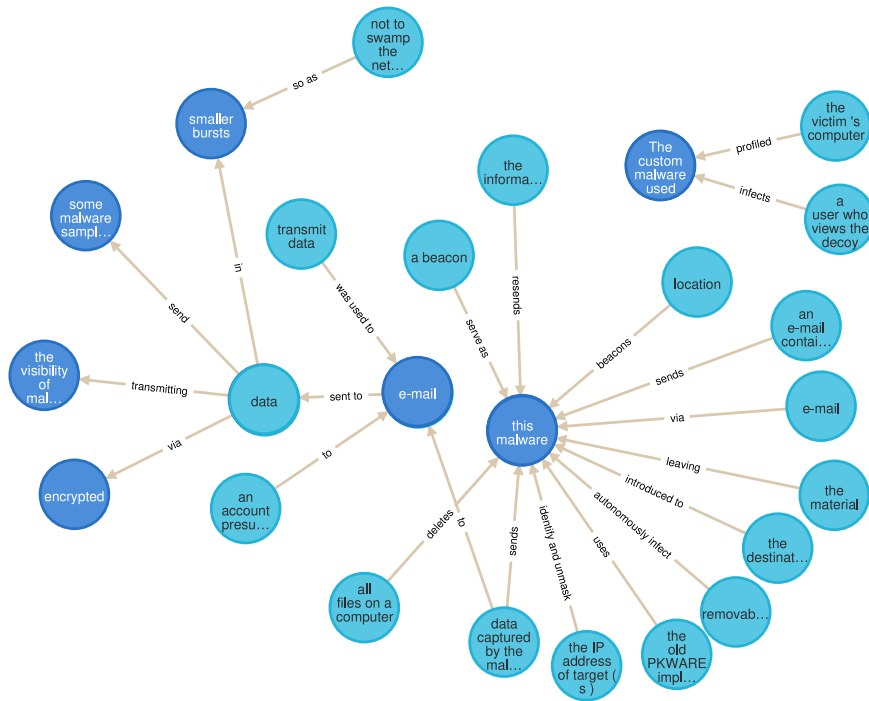 not to
swamp
the
net…
so as
smaller
bursts
the
victim 's
computer
profiled
The
custom
malware
used
infects
a
user who
views the
decoy
the
informa…
some
malware
sampl…
transmit
data
a beacon
in
send
was used to
resends
serve as
location
beacons
an
e-mail
contai…
sends
the
visibility
of
mal…
transmitting
data
sent to
e-mail
via
e-mail
this
malware
via
to
leaving
encrypted
an
account
presu…
the
material
introduced to
autonomously infect
the
destinat…
deletes
to
sends
identify and unmask
uses
all
files on a
computer
removab…
data
captured
by the
mal…
the IP
address
of target (
s )
the
old
PKWARE
impl…